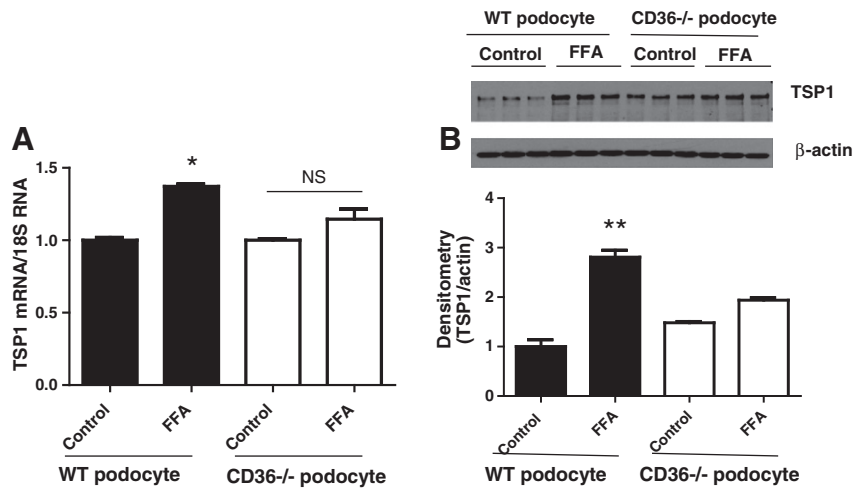 WT podocyte CD36-/- podocyte
Control FFA Control FFA
TSP1
β-actin
A
TSP1 mRNA/18S RNA
1.5
1.0
0.5
0.0
*
NS
Control FFA Control FFA
WT podocyte CD36-/- podocyte
B
Densitometry
(TSP1/actin)
4
3
2
1
0
**
Control FFA Control FFA
WT podocyte CD36-/- podocyte